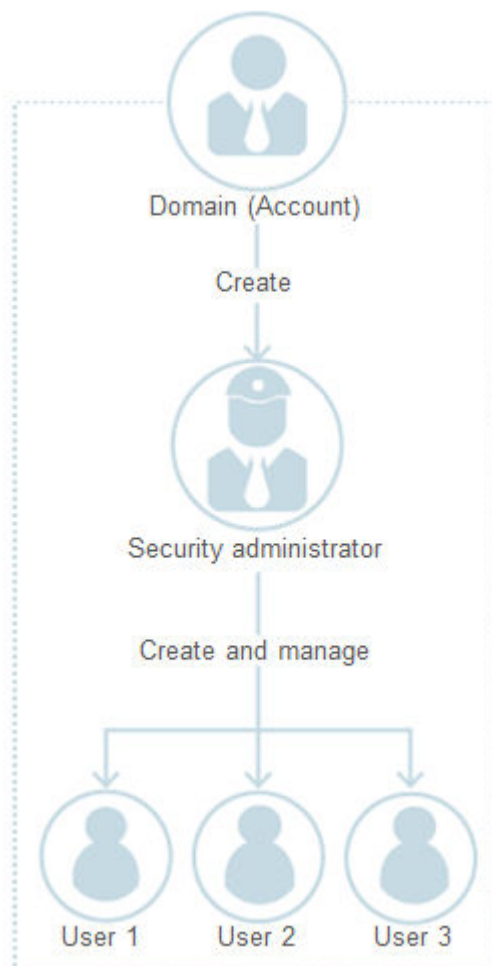 Domain (Account)
Create
Security administrator
Create and manage
User 1
User 2
User 3